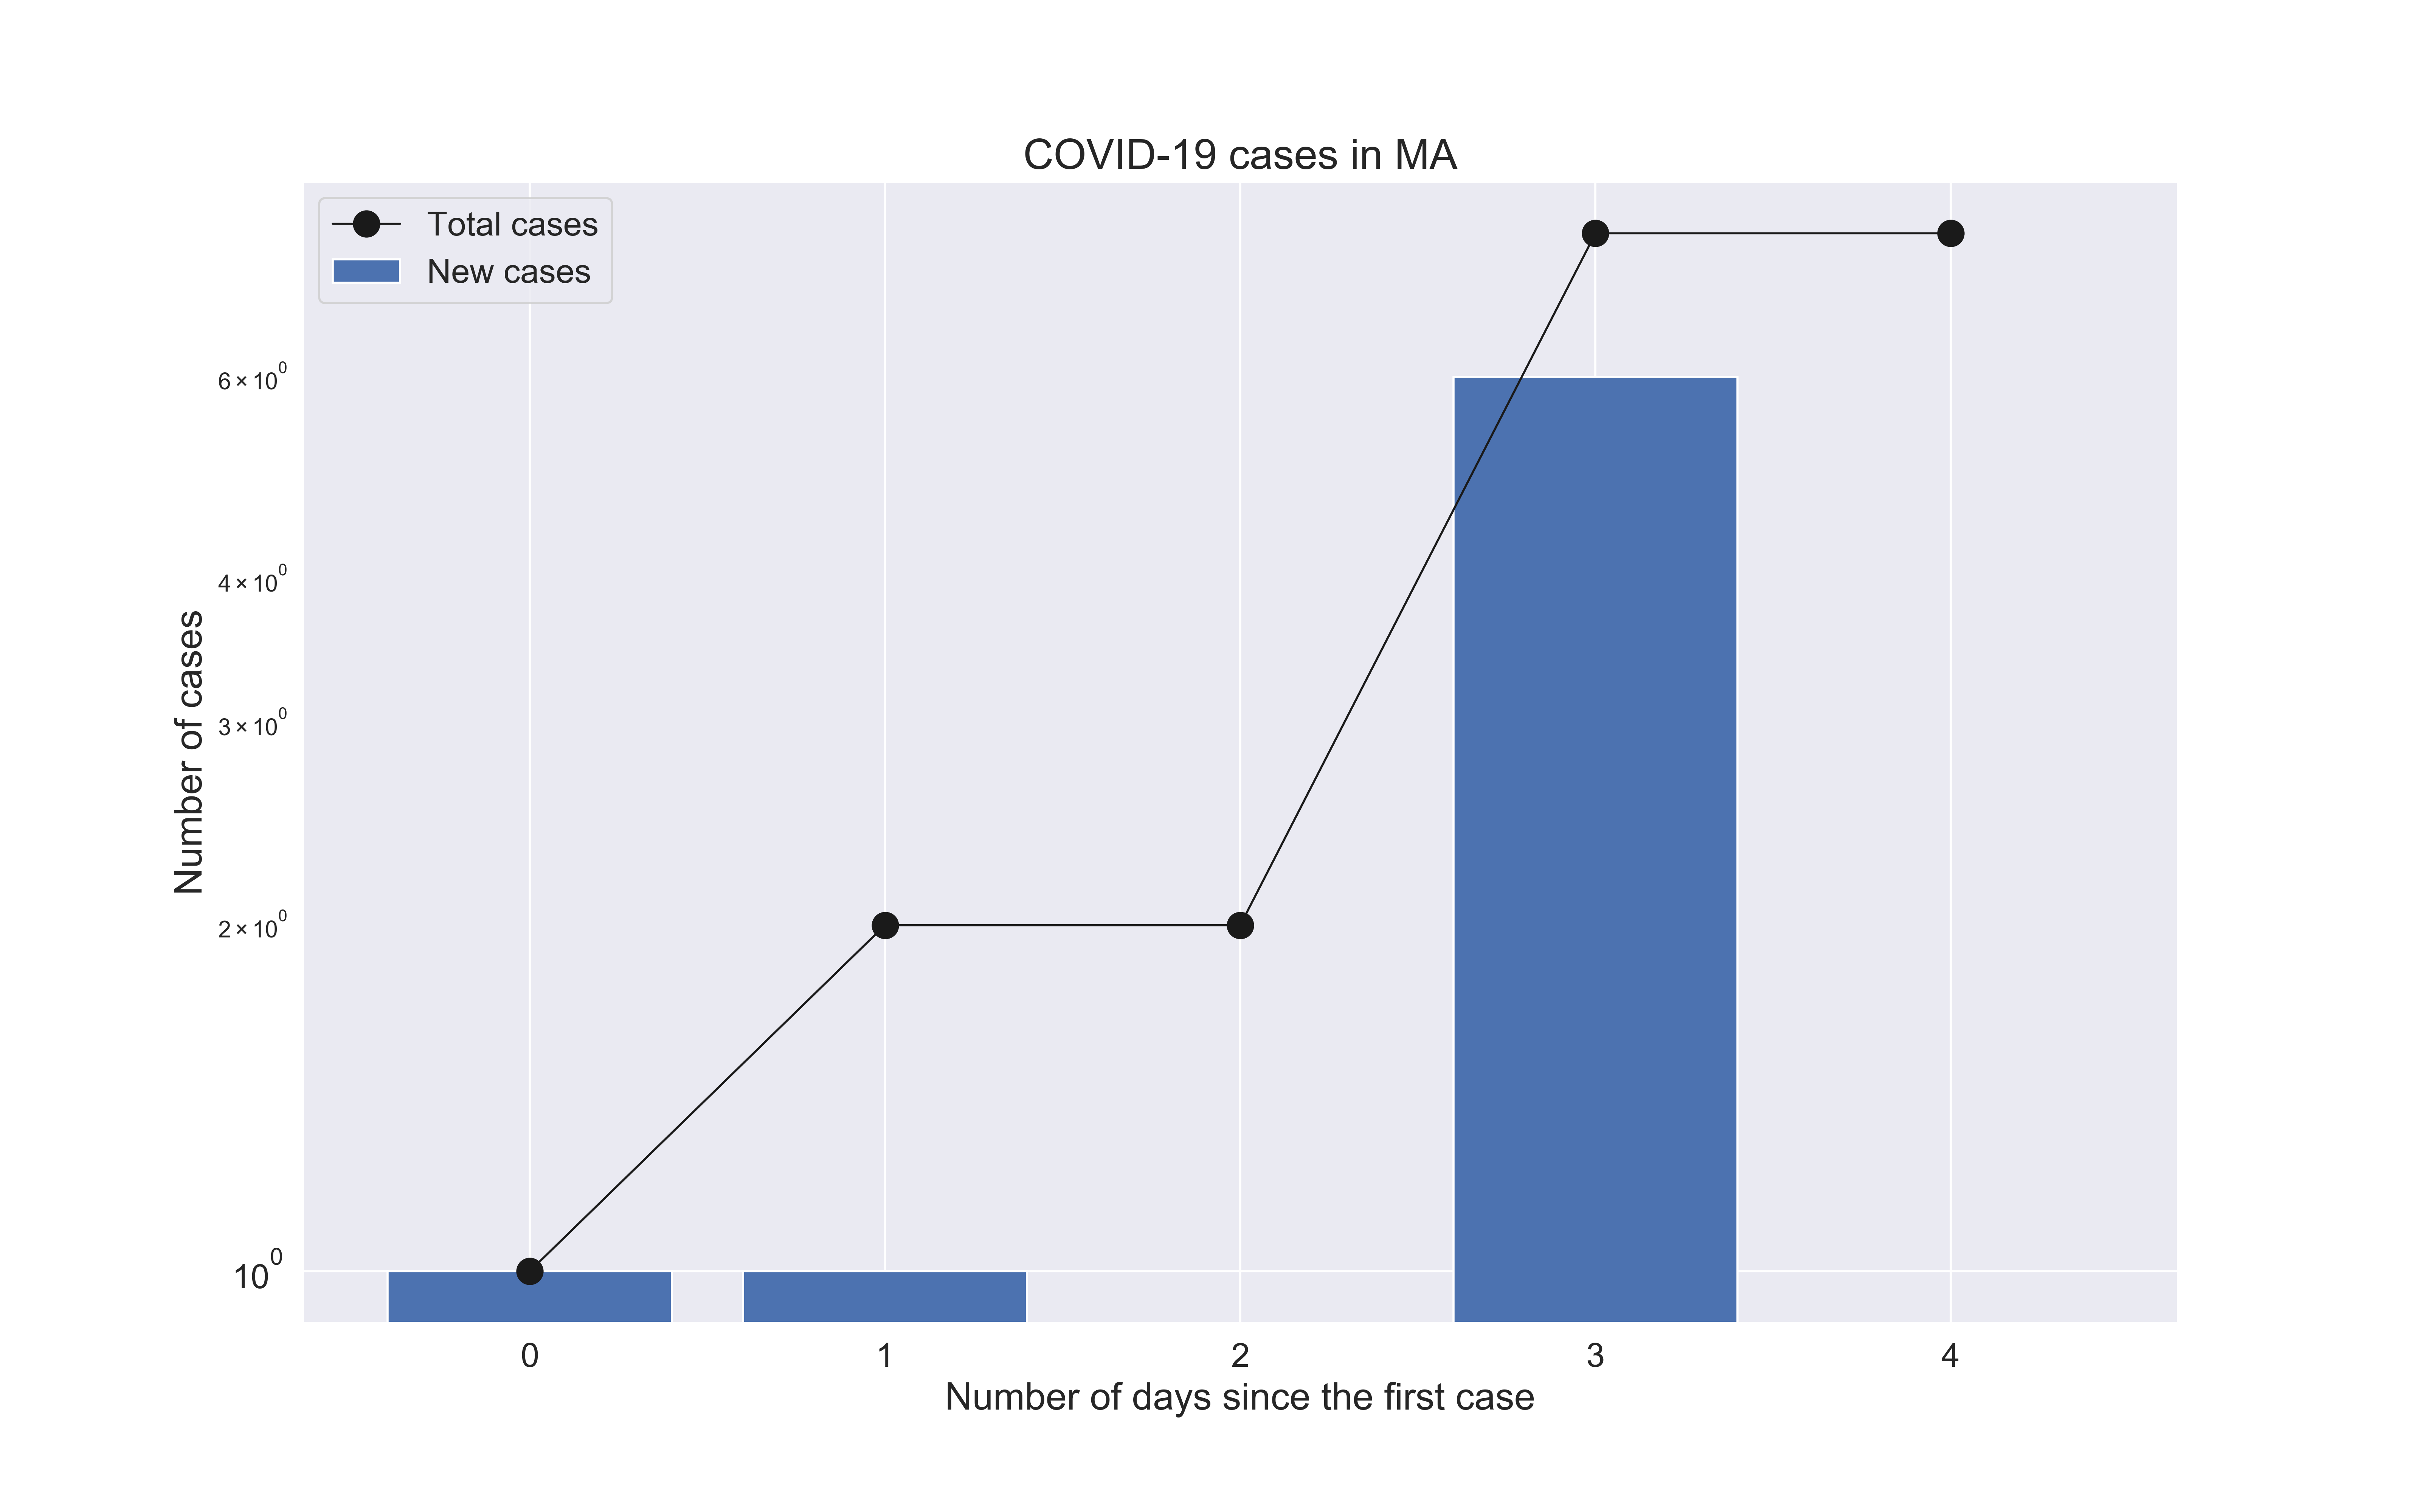 COVID-19 cases in MA
Total cases
New cases
6×10⁰
4×10⁰
3×10⁰
2×10⁰
10⁰
Number of cases
0 1 2 3 4
Number of days since the first case